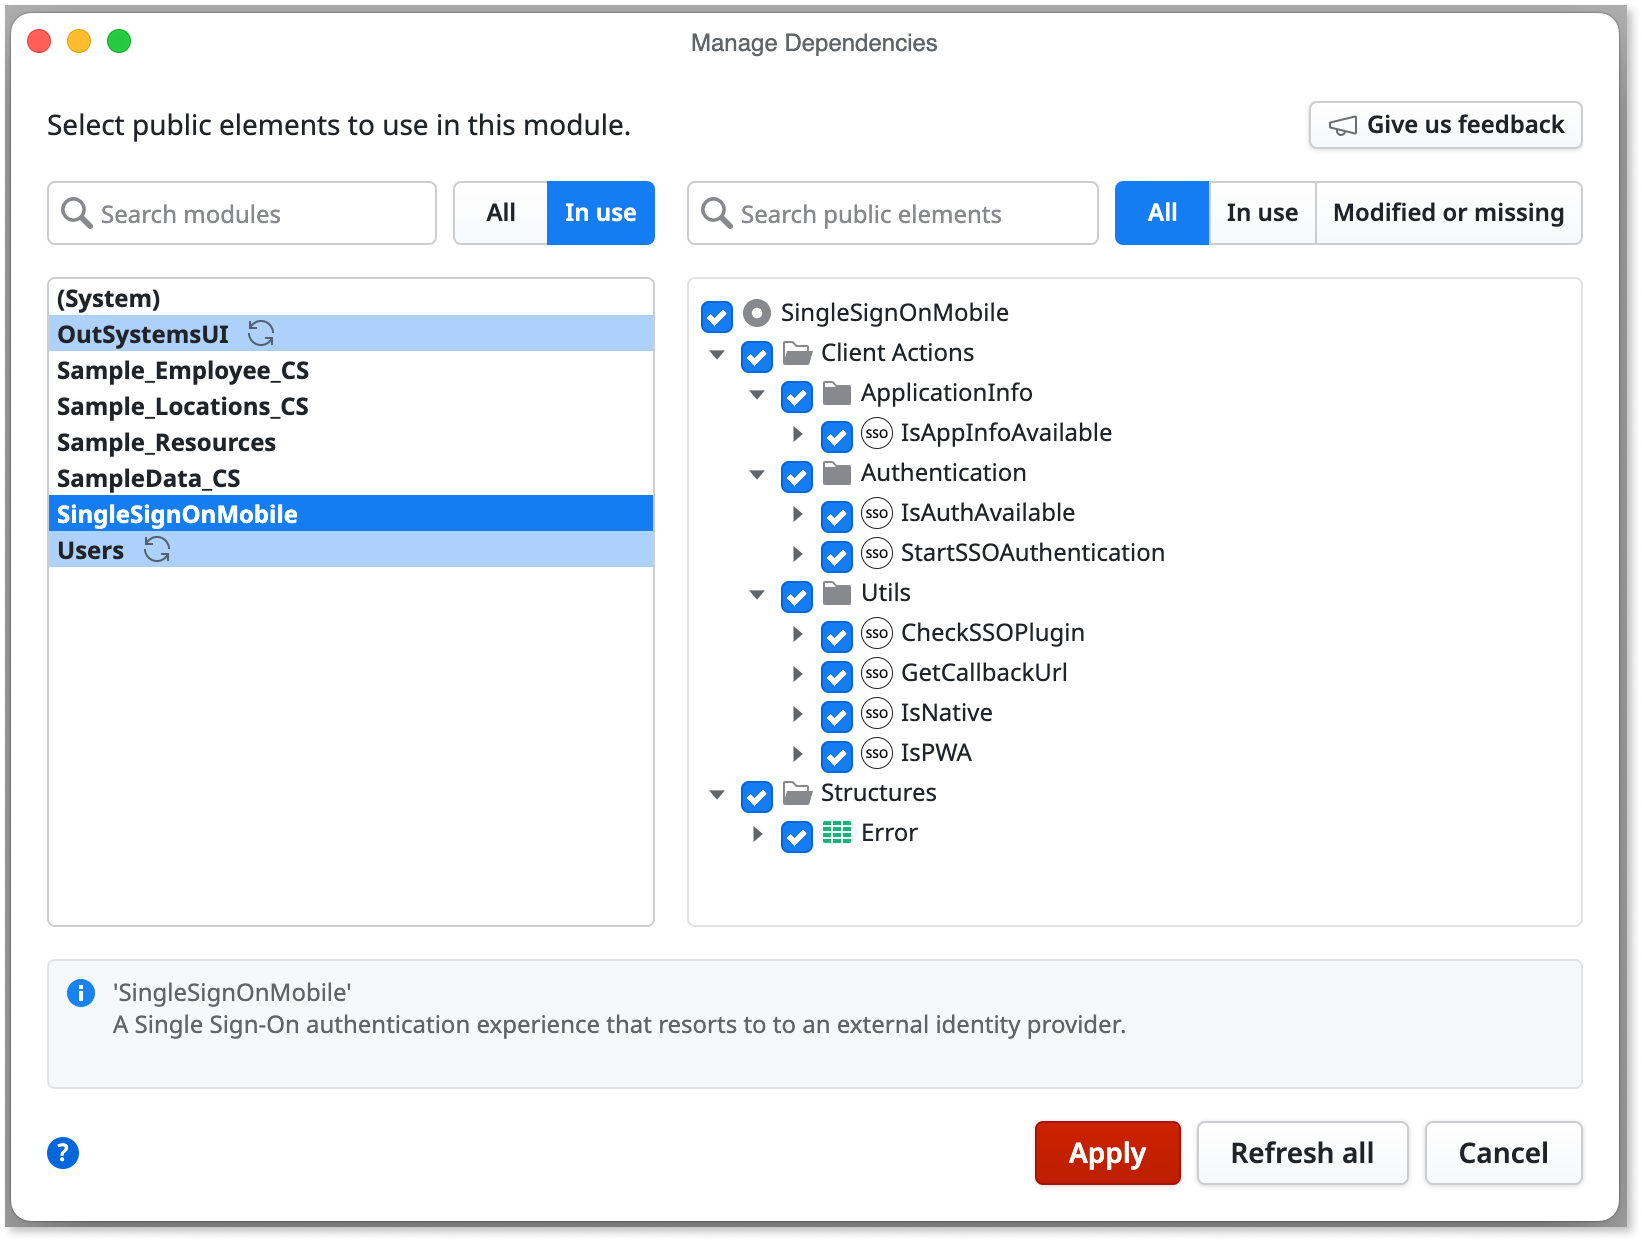 Manage Dependencies
Select public elements to use in this module.
Give us feedback
Search modules
All
In use
Search public elements
All
In use
Modified or missing
(System)
OutSystemsUI
Sample_Employee_CS
Sample_Locations_CS
Sample_Resources
SampleData_CS
SingleSignOnMobile
Users
SingleSignOnMobile
Client Actions
ApplicationInfo
sso IsAppInfoAvailable
Authentication
sso IsAuthAvailable
sso StartSSOAuthentication
Utils
sso CheckSSOPlugin
sso GetCallbackUrl
sso IsNative
sso IsPWA
Structures
Error
'SingleSignOnMobile'
A Single Sign-On authentication experience that resorts to to an external identity provider.
?
Apply
Refresh all
Cancel